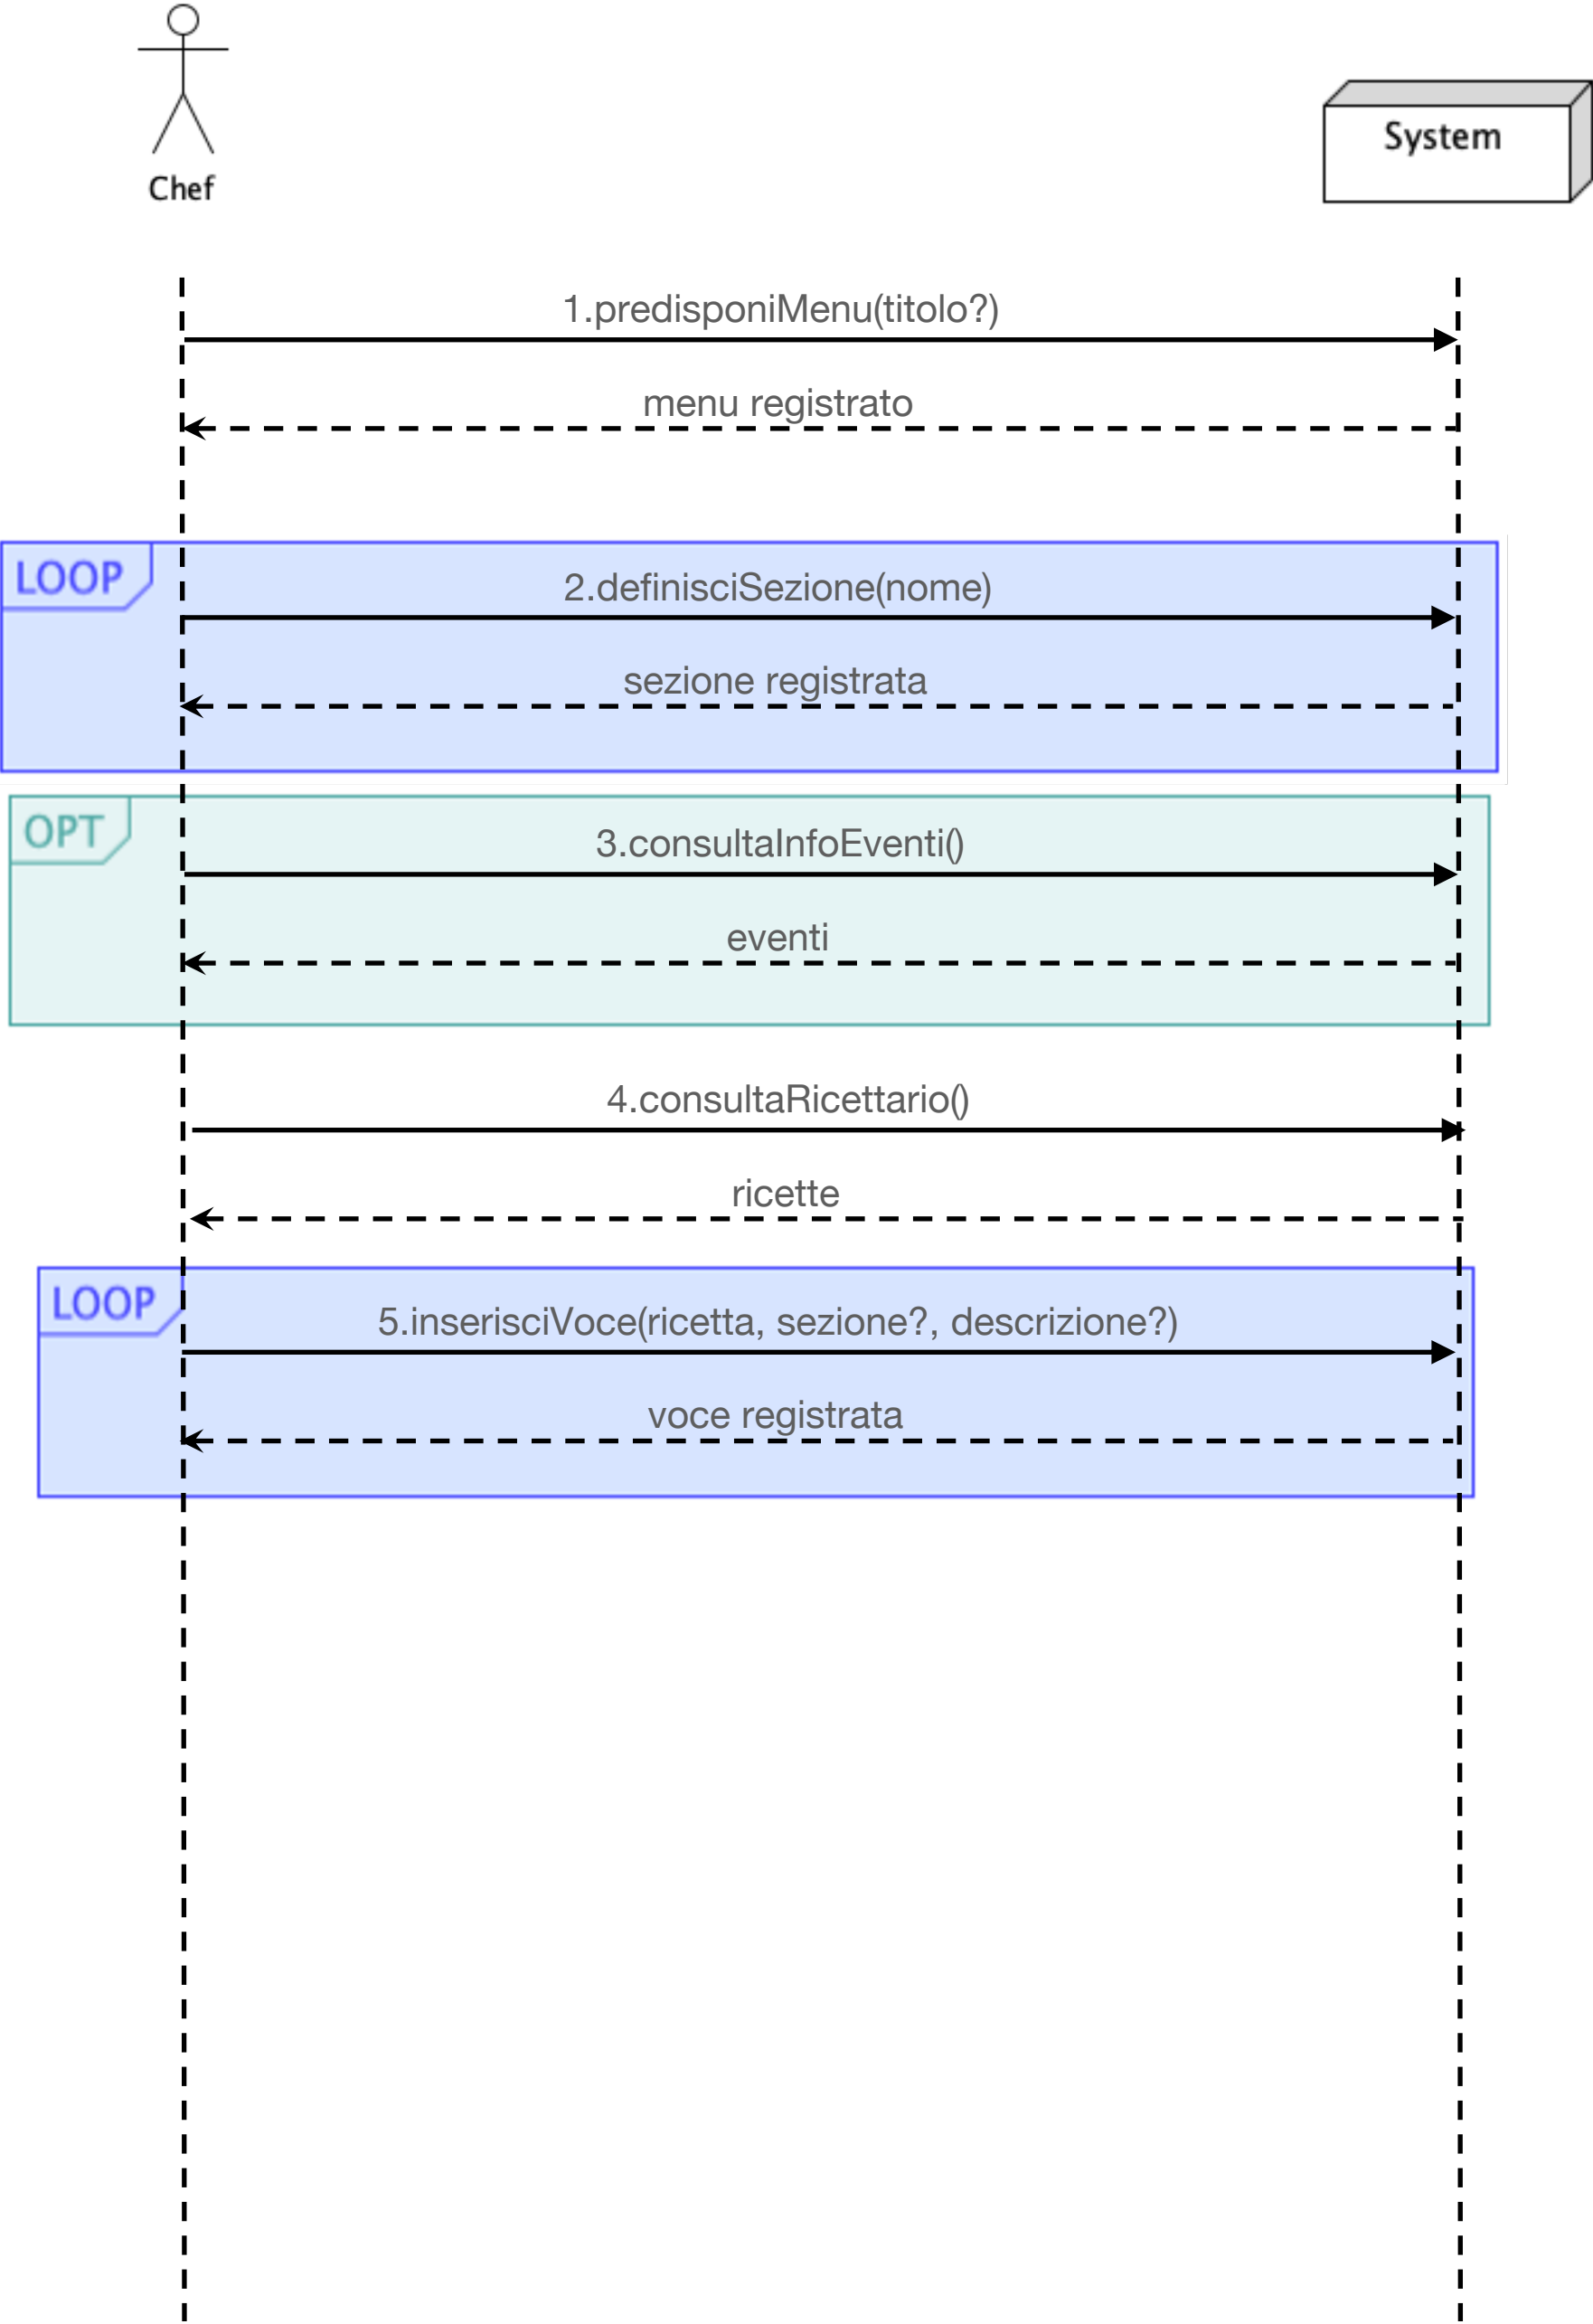 Chef
System
1.predisponiMenu(titolo?)
menu registrato
LOOP
2.definisciSezione(nome)
sezione registrata
OPT
3.consultaInfoEventi()
eventi
4.consultaRicettario()
ricette
LOOP
5.inserisciVoce(ricetta, sezione?, descrizione?)
voce registrata